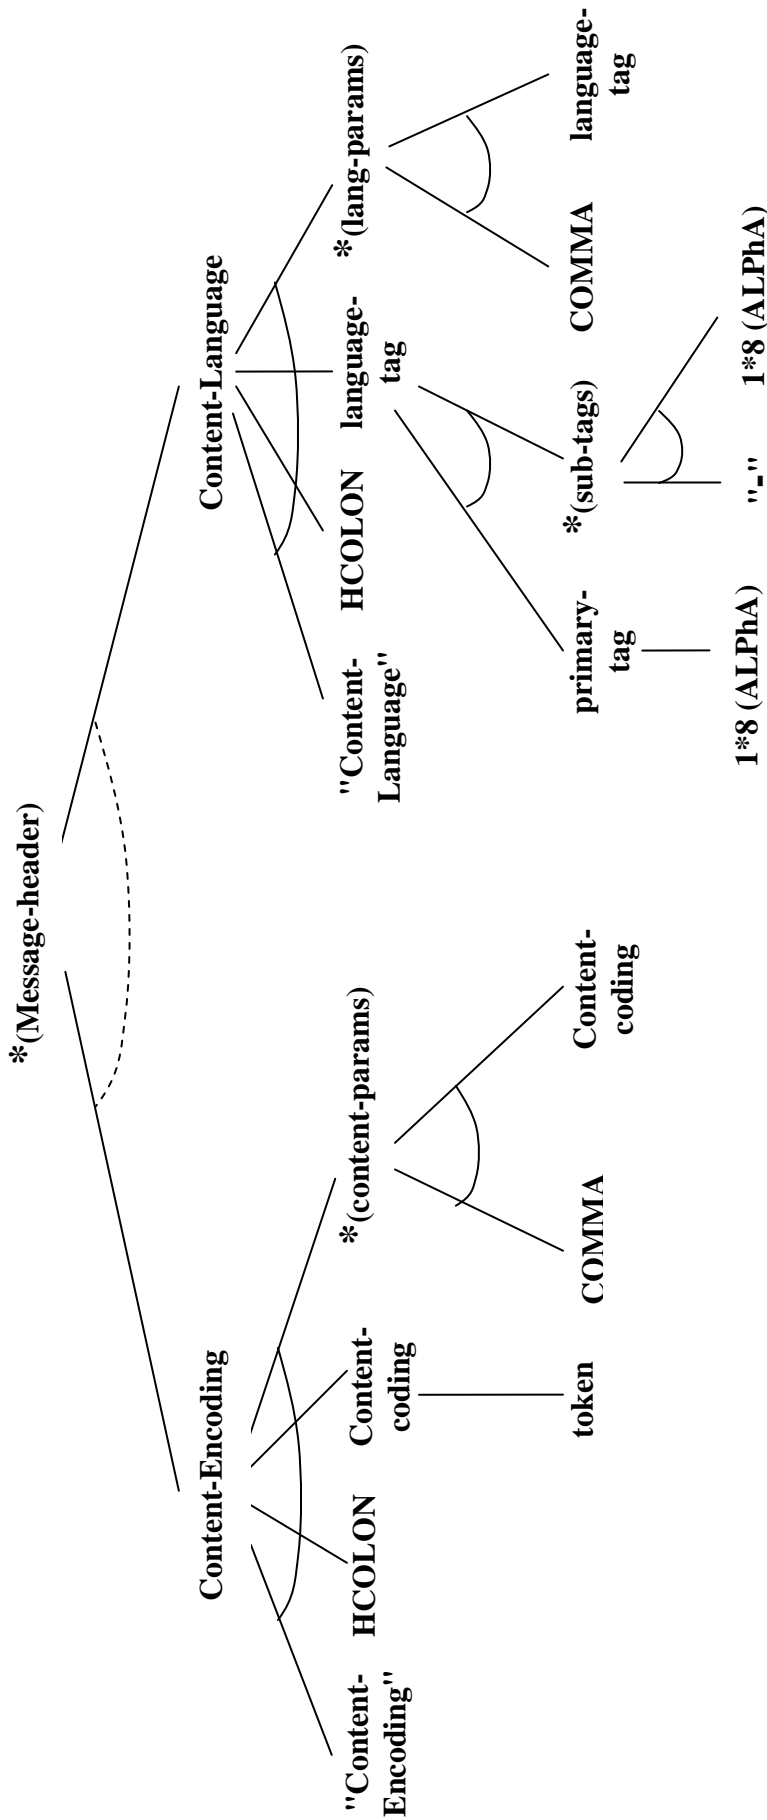 *(Message-header)
Content-Encoding
Content-Language
"Content-
Encoding"
HCOLON
Content-
coding
*(content-params)
"Content-
Language"
HCOLON
language-
tag
*(lang-params)
token
COMMA
Content-
coding
primary-
tag
*(sub-tags)
COMMA
language-
tag
1*8 (ALPhA)
"-"
1*8 (ALPhA)